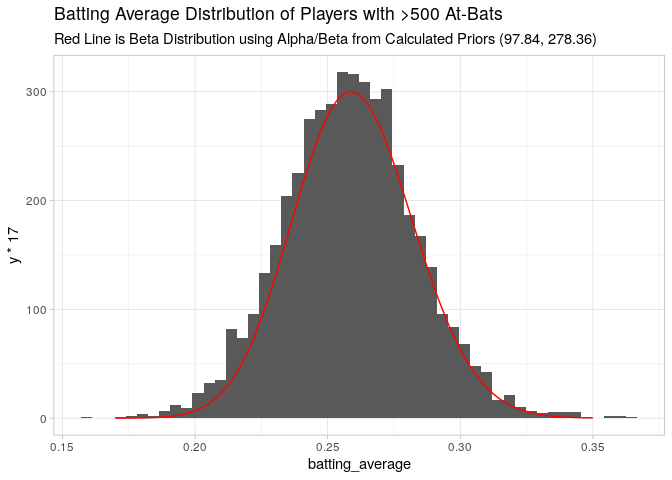 Batting Average Distribution of Players with >500 At-Bats
Red Line is Beta Distribution using Alpha/Beta from Calculated Priors (97.84, 278.36)
300
200
100
0
y * 17
0.15 0.20 0.25 0.30 0.35
batting_average